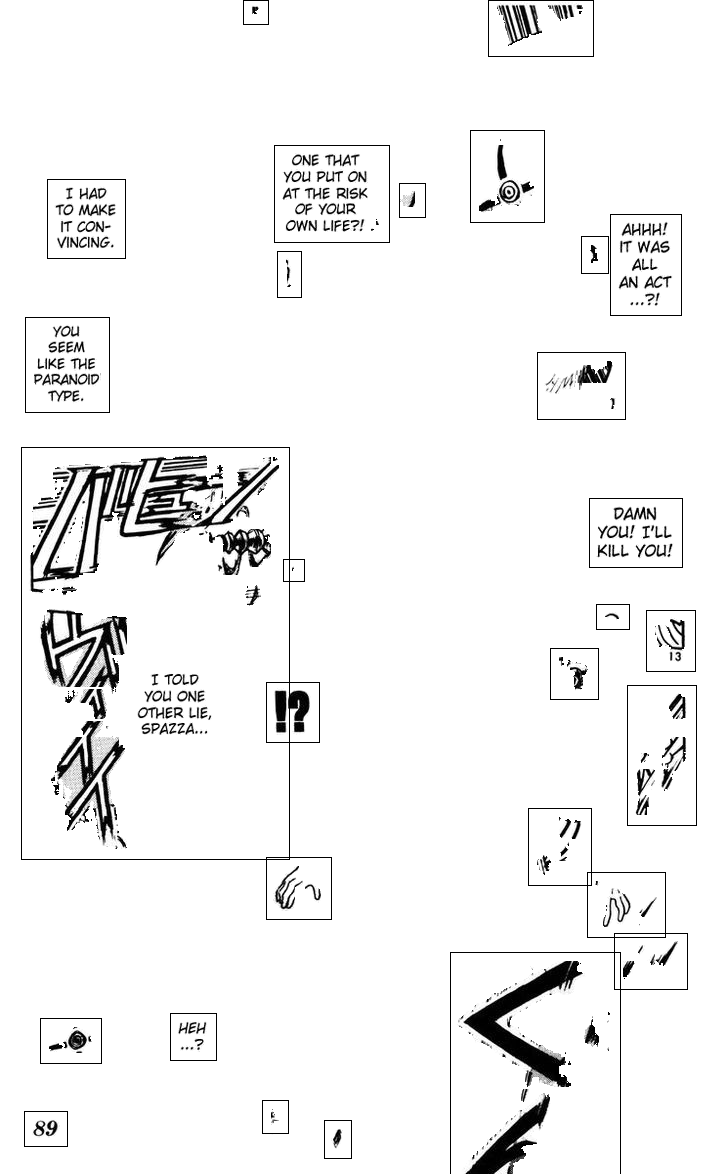 AHHH!
IT WAS
ALL
AN ACT
...?!
ONE THAT
YOU PUT ON
AT THE RISK
OF YOUR
OWN LIFE?!
I HAD
TO MAKE
IT CON-
VINCING.
YOU
SEEM
LIKE THE
PARANOID
TYPE.
DAMN
YOU! I'LL
KILL YOU!
13
!?
I TOLD
YOU ONE
OTHER LIE,
SPAZZA...
HEH
...?
89